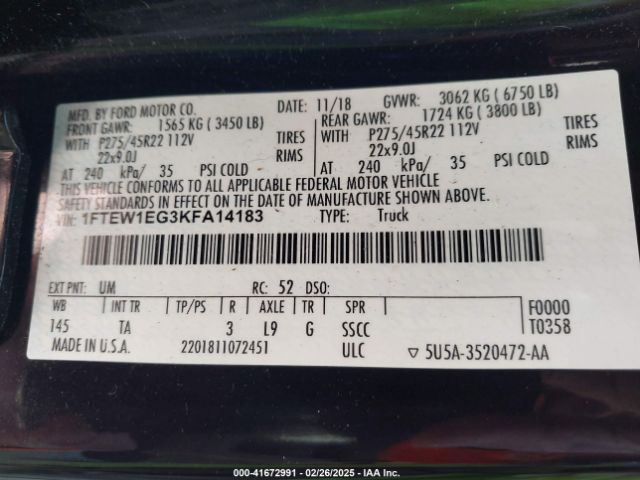 MFD. BY FORD MOTOR CO. DATE: 11/18 GVWR: 3062 KG ( 6750 LB)
FRONT GAWR: 1565 KG ( 3450 LB) REAR GAWR: 1724 KG ( 3800 LB)
WITH P275/45R22 112V TIRES WITH P275/45R22 112V TIRES
22x9.0J RIMS 22x9.0J RIMS
AT 240 kPa/ 35 PSI COLD AT 240 kPa/ 35 PSI COLD
THIS VEHICLE CONFORMS TO ALL APPLICABLE FEDERAL MOTOR VEHICLE
SAFETY STANDARDS IN EFFECT ON THE DATE OF MANUFACTURE SHOWN ABOVE.
VIN: 1FTEW1EG3KFA14183 TYPE: Truck
EXT PNT: UM RC: 52 DSO:
WB INT TR TP/PS R AXLE TR SPR F0000
145 TA 3 L9 G SSCC T0358
MADE IN U.S.A. 2201811072451 ULC ▽ 5U5A-3520472-AA
000-41672991 - 02/26/2025 - IAA Inc.